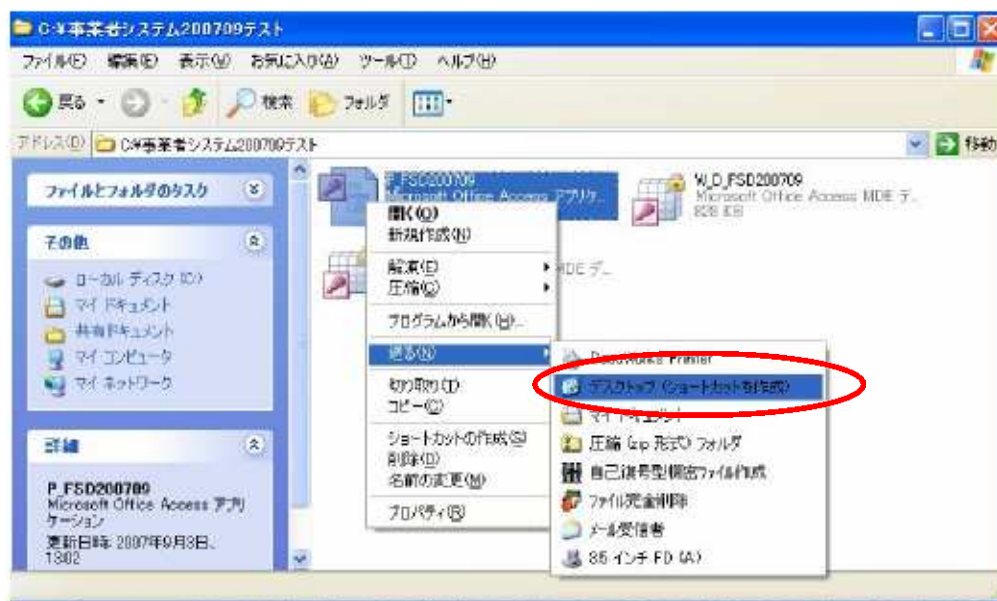 C:¥事業者システム200709テスト
ファイル(F) 編集(E) 表示(V) お気に入り(A) ツール(T) ヘルプ(H)
戻る 検索 フォルダ
アドレス(D) C:¥事業者システム200709テスト 移動
ファイルとフォルダのタスク
その他
ローカル ディスク (C:)
マイ ドキュメント
共有ドキュメント
マイ コンピュータ
マイ ネットワーク
詳細
P_FSD200709
Microsoft Office Access アプリ
ケーション
更新日時: 2007年9月3日、
13:02
P_FSD200709
Microsoft Office Access アプリケ...
W_D_FSD200709
Microsoft Office Access MDE デ...
828 KB
MDE デ...
開く(O)
新規作成(N)
解凍(E)
圧縮(Q)
プログラムから開く(H)...
送る(N)
切り取り(T)
コピー(C)
ショートカットの作成(S)
削除(D)
名前の変更(M)
プロパティ(R)
DocuWorks Printer
デスクトップ (ショートカットを作成)
マイ ドキュメント
圧縮 (zip 形式) フォルダ
自己復号型機密ファイル作成
ファイル完全削除
メール受信者
3.5 インチ FD (A)